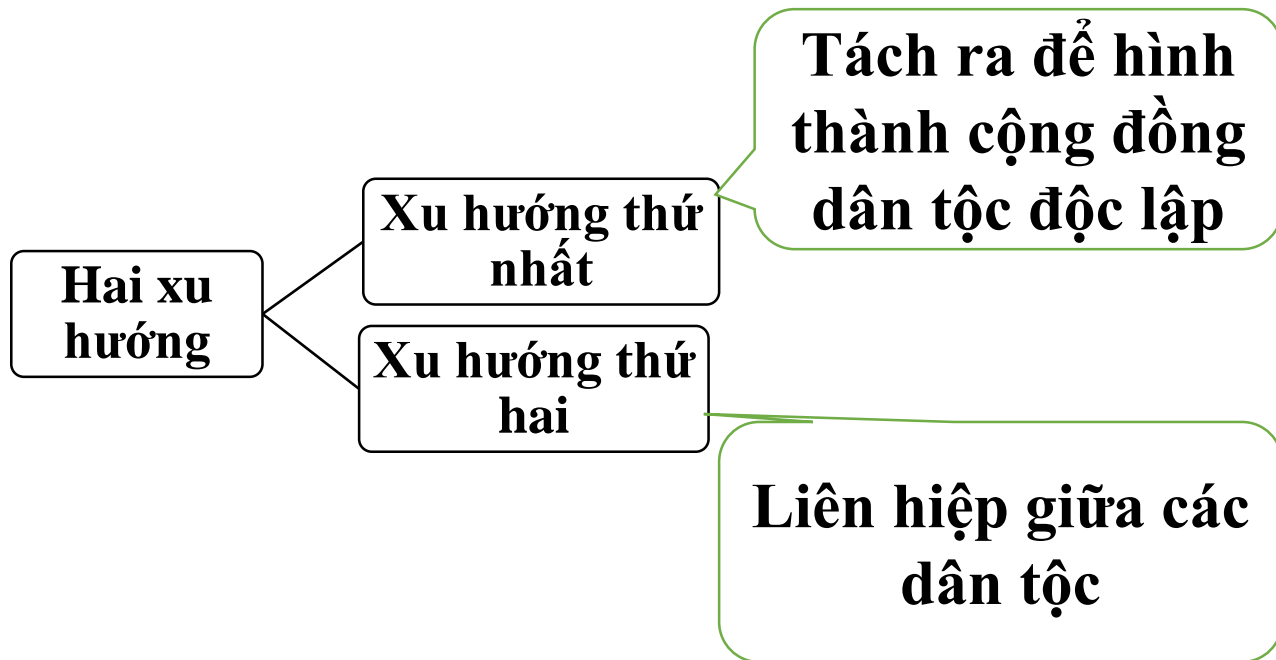 Hai xu
hướng
Xu hướng thứ
nhất
Tách ra để hình
thành cộng đồng
dân tộc độc lập
Xu hướng thứ
hai
Liên hiệp giữa các
dân tộc